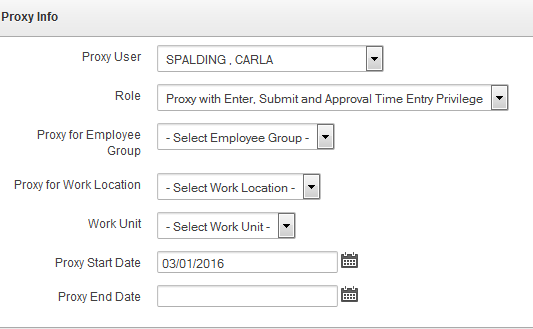 Proxy Info
Proxy User SPALDING , CARLA
Role Proxy with Enter, Submit and Approval Time Entry Privilege
Proxy for Employee Group - Select Employee Group -
Proxy for Work Location - Select Work Location -
Work Unit - Select Work Unit -
Proxy Start Date 03/01/2016
Proxy End Date